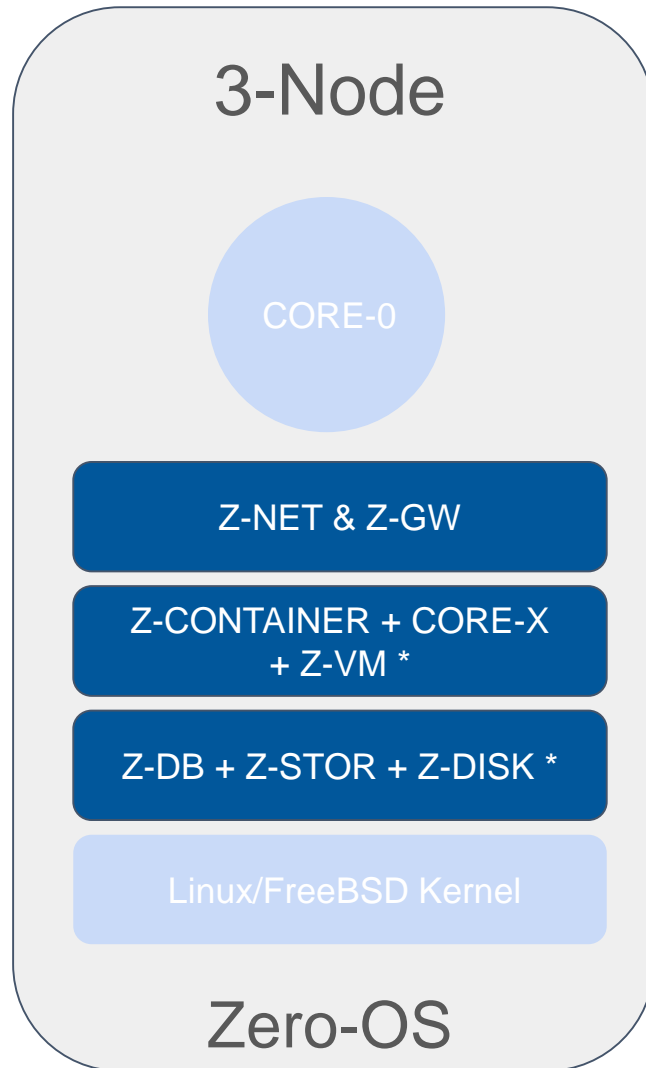 3-Node
CORE-0
Z-NET & Z-GW
Z-CONTAINER + CORE-X
+ Z-VM *
Z-DB + Z-STOR + Z-DISK *
Linux/FreeBSD Kernel
Zero-OS